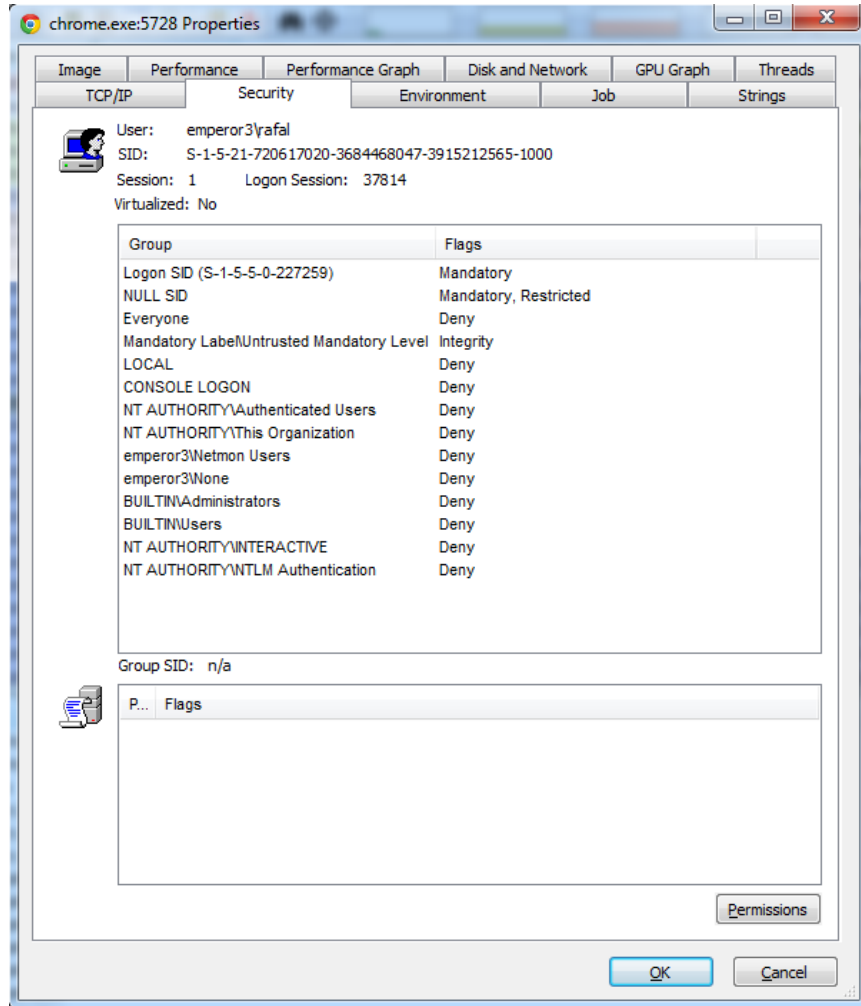 chrome.exe:5728 Properties
Image Performance Performance Graph Disk and Network GPU Graph Threads
TCP/IP Security Environment Job Strings
User: emperor3\rafal
SID: S-1-5-21-720617020-3684468047-3915212565-1000
Session: 1 Logon Session: 37814
Virtualized: No
Group Flags
Logon SID (S-1-5-5-0-227259) Mandatory
NULL SID Mandatory, Restricted
Everyone Deny
Mandatory Label\Untrusted Mandatory Level Integrity
LOCAL Deny
CONSOLE LOGON Deny
NT AUTHORITY\Authenticated Users Deny
NT AUTHORITY\This Organization Deny
emperor3\Netmon Users Deny
emperor3\None Deny
BUILTIN\Administrators Deny
BUILTIN\Users Deny
NT AUTHORITY\INTERACTIVE Deny
NT AUTHORITY\NTLM Authentication Deny
Group SID: n/a
P... Flags
Permissions
OK Cancel